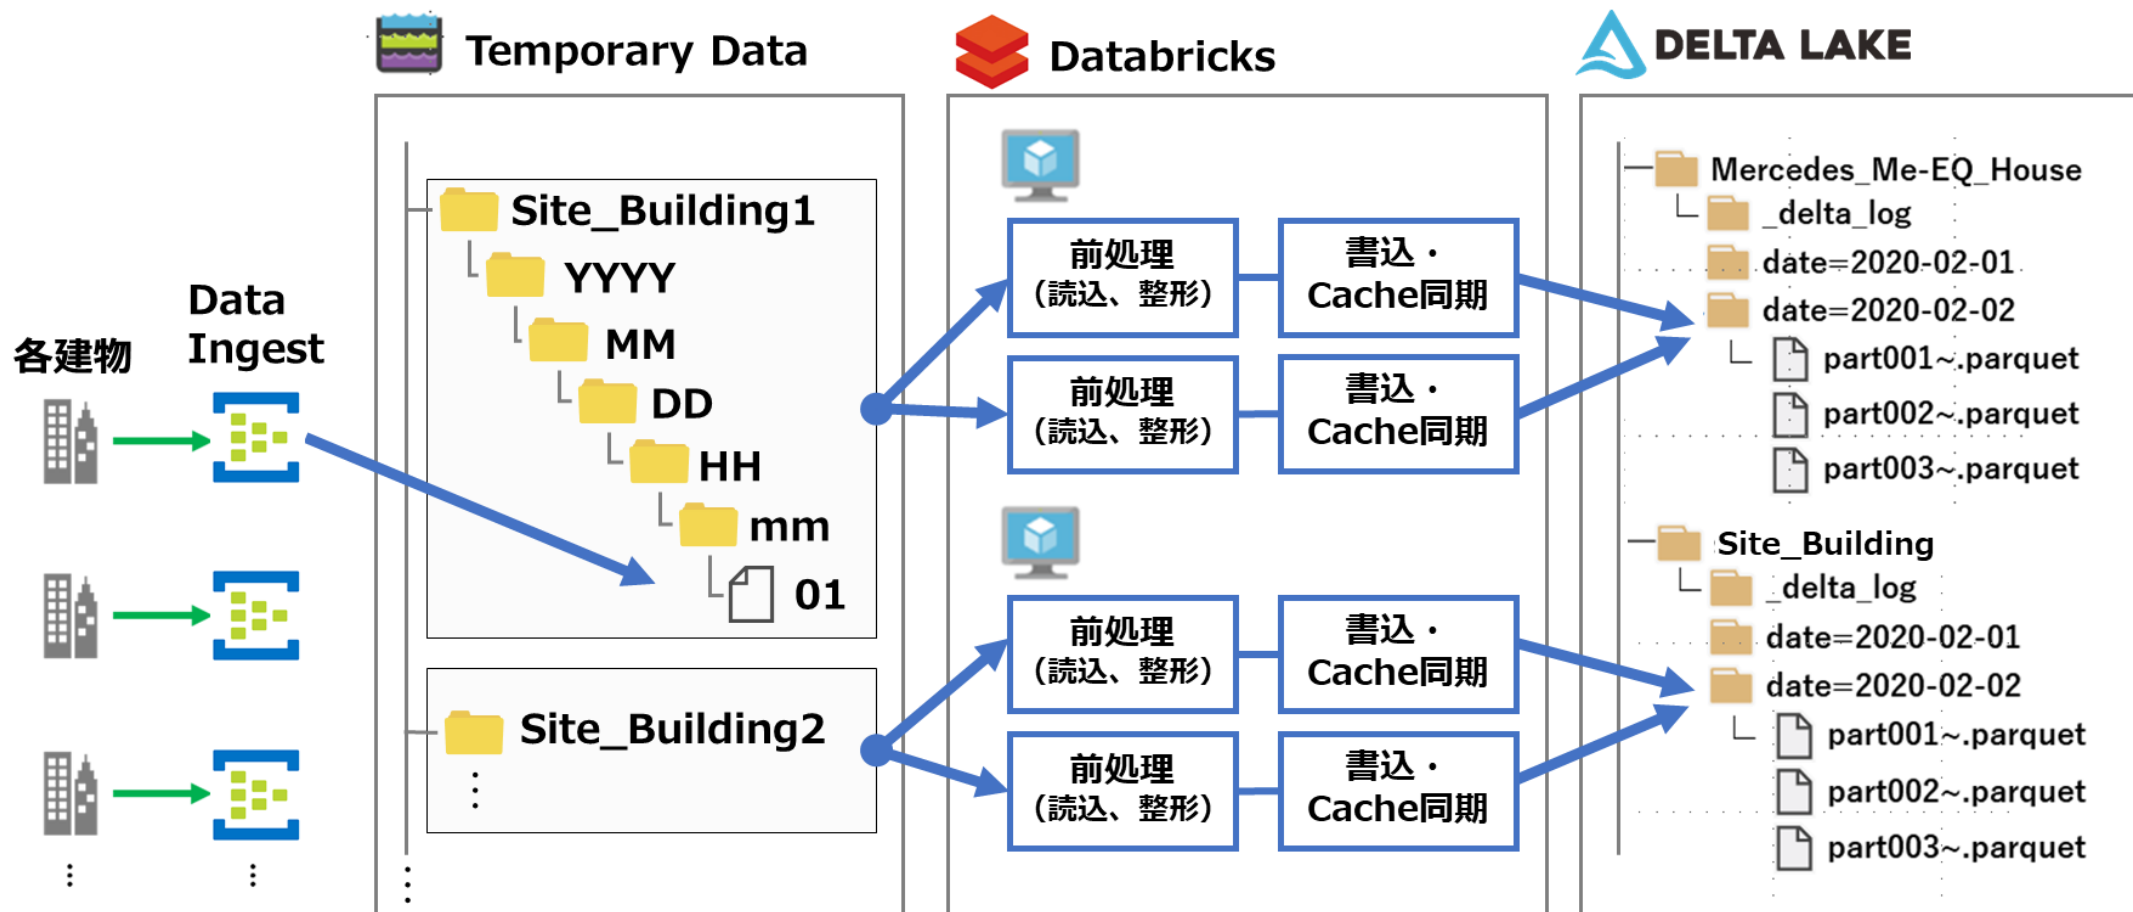 Temporary Data
Databricks
DELTA LAKE
各建物
Data
Ingest
Site_Building1
YYYY
MM
DD
HH
mm
01
Site_Building2
前処理
(読込、整形)
書込・
Cache同期
前処理
(読込、整形)
書込・
Cache同期
前処理
(読込、整形)
書込・
Cache同期
前処理
(読込、整形)
書込・
Cache同期
Mercedes_Me-EQ_House
_delta_log
date=2020-02-01
date=2020-02-02
part001~.parquet
part002~.parquet
part003~.parquet
Site_Building
_delta_log
date=2020-02-01
date=2020-02-02
part001~.parquet
part002~.parquet
part003~.parquet